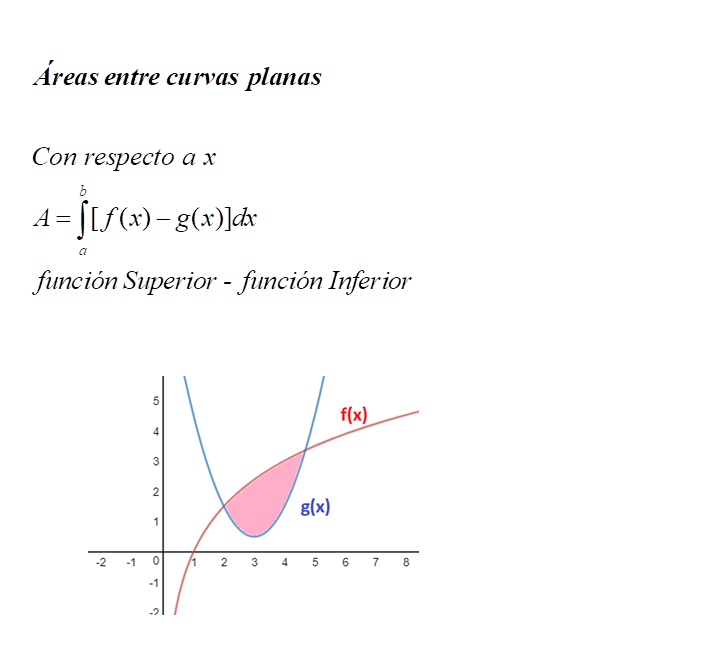 Áreas entre curvas planas
Con respecto a x
b
A = ∫[f(x) − g(x)]dx
a
función Superior - función Inferior
5
f(x)
4
3
2
g(x)
1
-2 -1 0 1 2 3 4 5 6 7 8
-1
-2